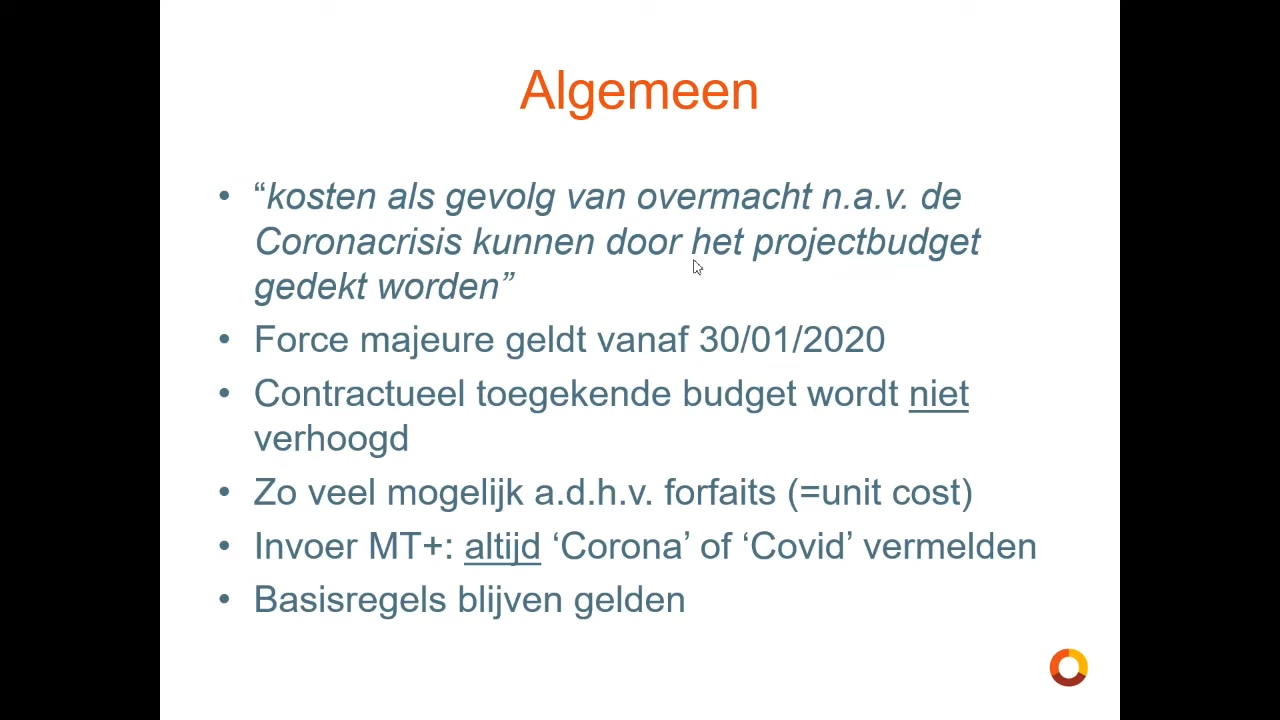 Algemeen
• “kosten als gevolg van overmacht n.a.v. de
Coronacrisis kunnen door het projectbudget
gedekt worden”
• Force majeure geldt vanaf 30/01/2020
• Contractueel toegekende budget wordt niet
verhoogd
• Zo veel mogelijk a.d.h.v. forfaits (=unit cost)
• Invoer MT+: altijd ‘Corona’ of ‘Covid’ vermelden
• Basisregels blijven gelden